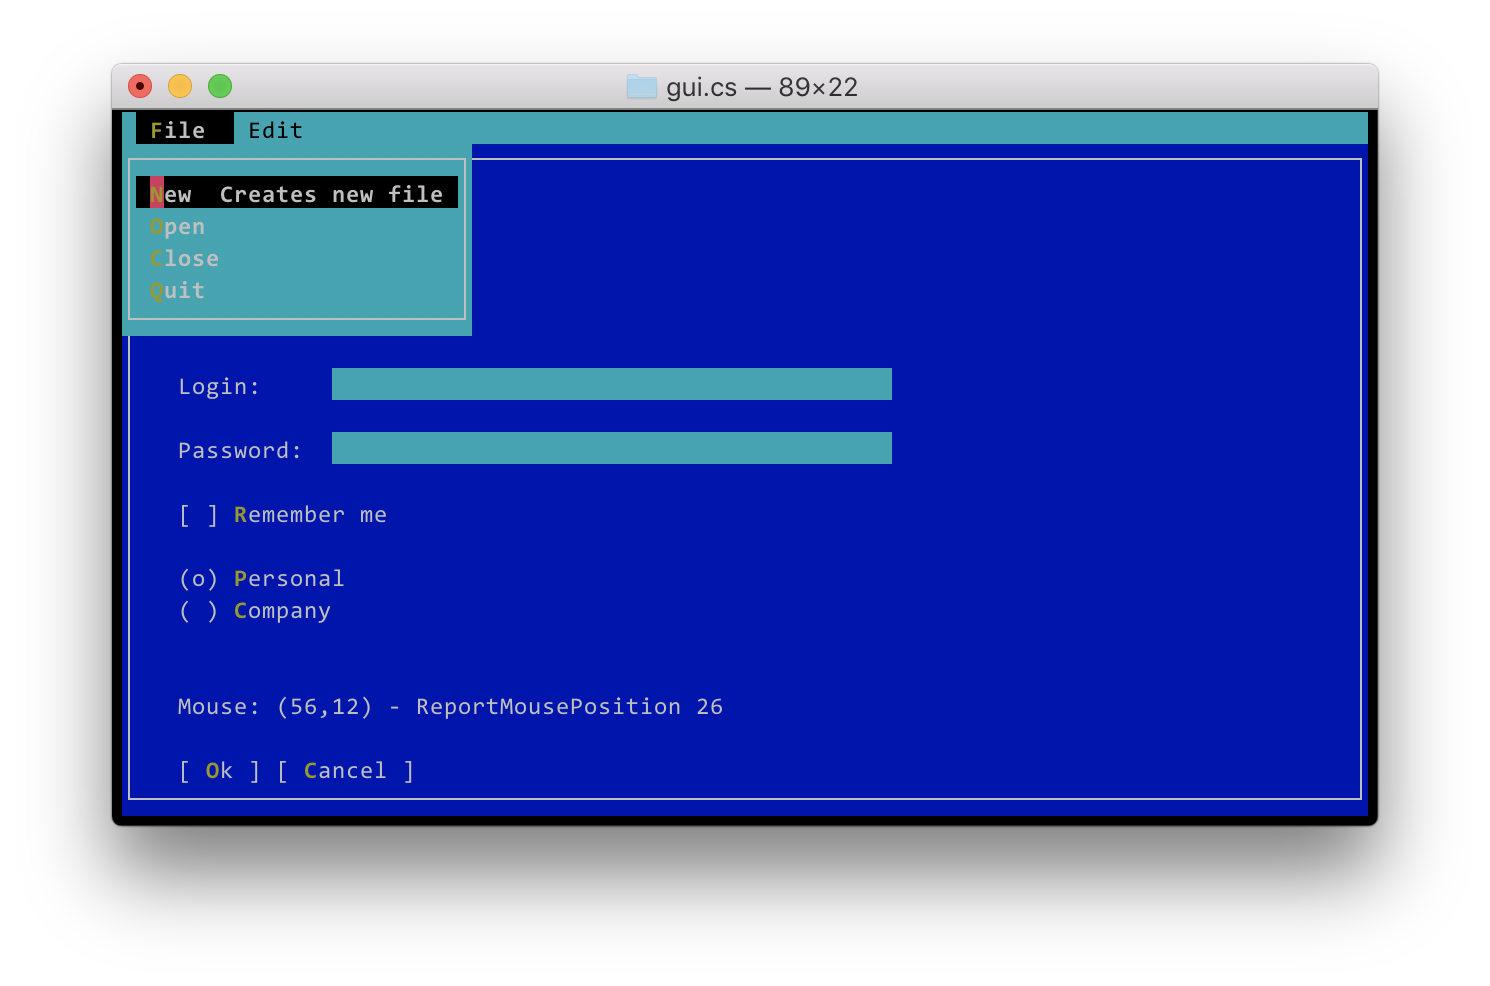 gui.cs — 89×22
File Edit
New Creates new file
Open
Close
Quit
Login:
Password:
[ ] Remember me
(o) Personal
( ) Company
Mouse: (56,12) - ReportMousePosition 26
[ Ok ] [ Cancel ]